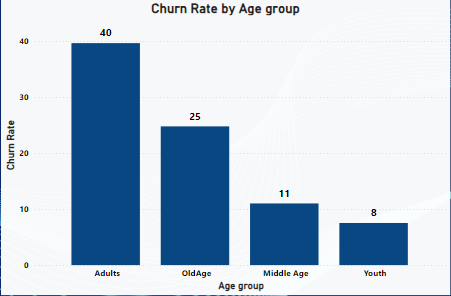 Churn Rate by Age group
40
30
20
10
0
Churn Rate
40
25
11
8
Adults
OldAge
Middle Age
Youth
Age group